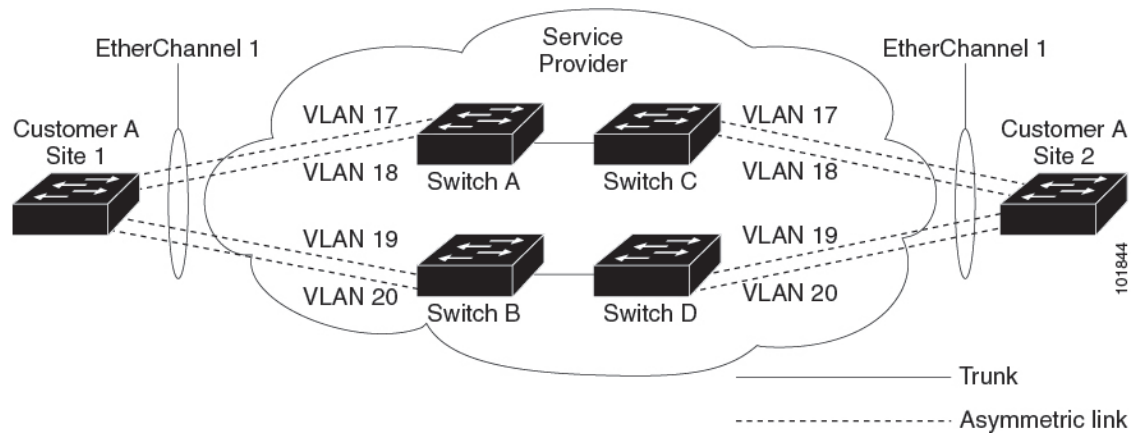 EtherChannel 1
Service
Provider
EtherChannel 1
Customer A
Site 1
VLAN 17
VLAN 18
Switch A
Switch C
VLAN 17
VLAN 18
Customer A
Site 2
VLAN 19
VLAN 20
Switch B
Switch D
VLAN 19
VLAN 20
101844
Trunk
Asymmetric link